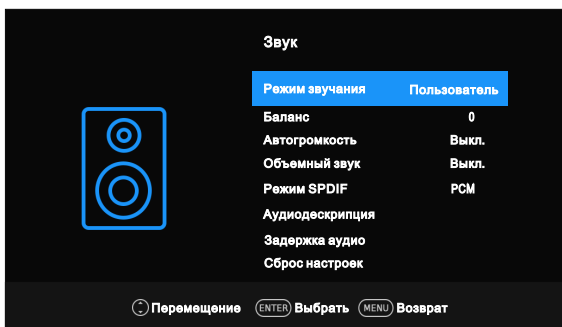 Звук
Режим звучания Пользователь
Баланс 0
Автогромкость Выкл.
Объемный звук Выкл.
Режим SPDIF PCM
Аудиодескрипция
Задержка аудио
Сброс настроек
Перемещение ENTER Выбрать MENU Возврат